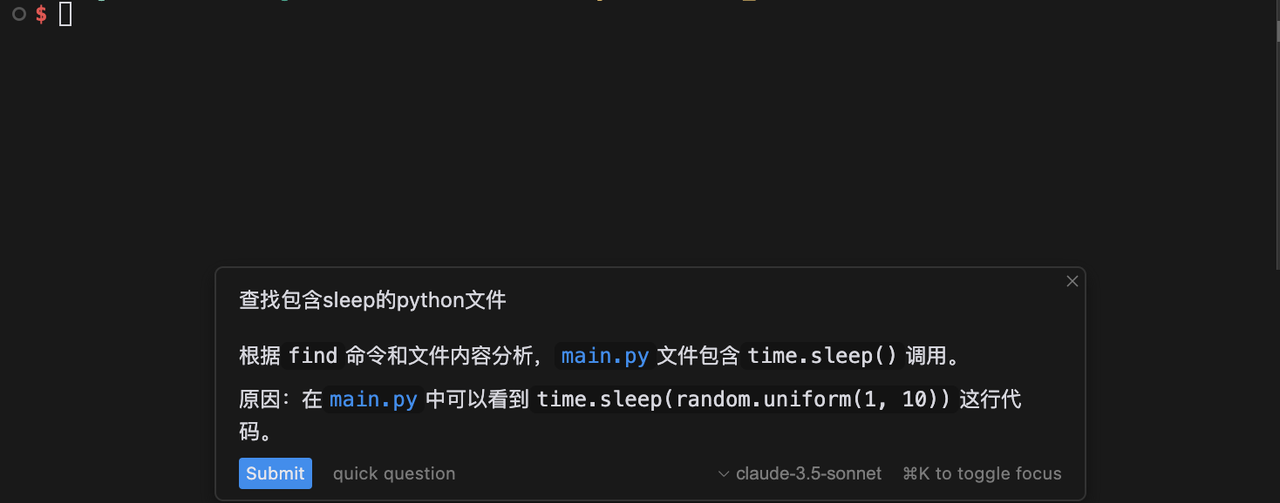 $
查找包含sleep的python文件
根据 find 命令和文件内容分析， main.py 文件包含 time.sleep() 调用。
原因：在 main.py 中可以看到 time.sleep(random.uniform(1, 10)) 这行代
码。
Submit quick question claude-3.5-sonnet ⌘K to toggle focus